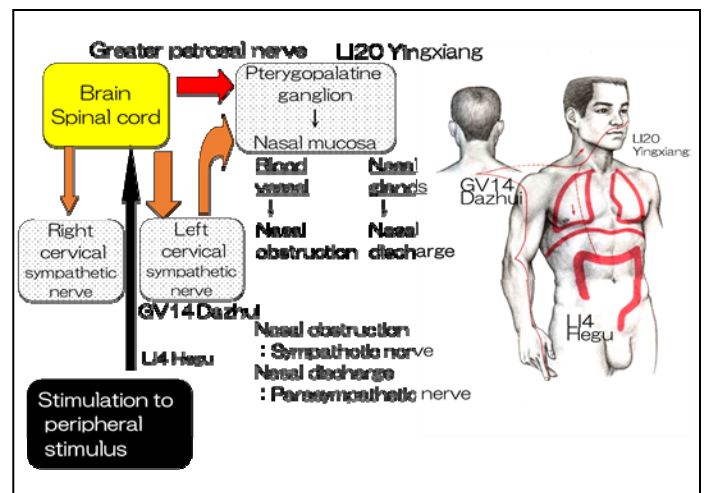 Greater petrosal nerve
LI20 Yingxiang
Brain
Spinal cord
Pterygopalatine
ganglion
↓
Nasal mucosa
Blood
vessel
↓
Nasal
obstruction
Nasal
glands
↓
Nasal
discharge
Right
cervical
sympathetic
nerve
Left
cervical
sympathetic
nerve
GV14 Dazhui
LI4 Hegu
Nasal obstruction
: Sympathetic nerve
Nasal discharge
: Parasympathetic nerve
Stimulation to
peripheral
stimulus
LI20
Yingxiang
GV14
Dazhui
LI4
Hegu